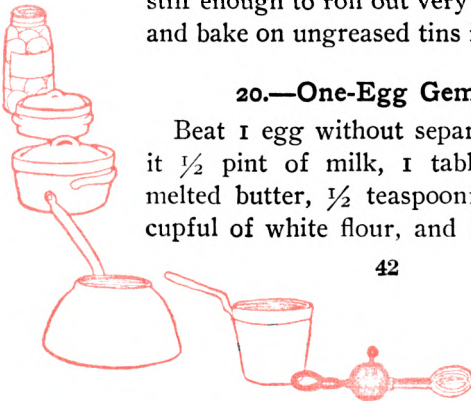 still enough to roll out very
and bake on ungreased tins
20.—One-Egg Gem
Beat 1 egg without separ
it ½ pint of milk, 1 tabl
melted butter, ½ teaspoon
cupful of white flour, and
42